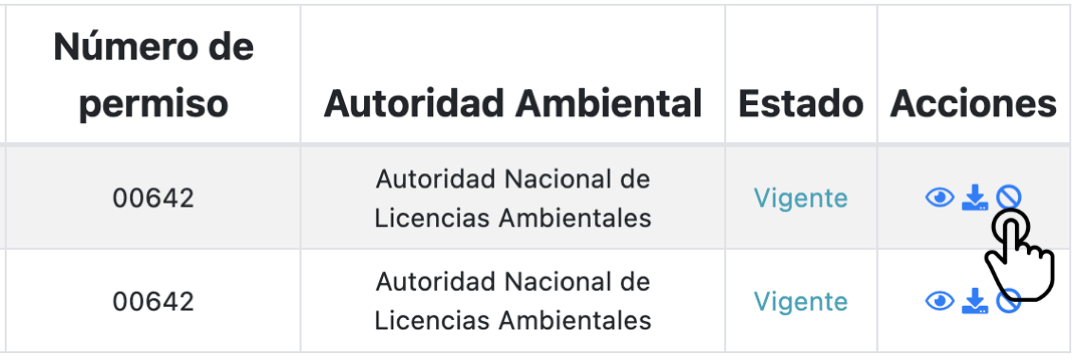 Número de
permiso
Autoridad Ambiental
Estado
Acciones
00642
Autoridad Nacional de
Licencias Ambientales
Vigente
00642
Autoridad Nacional de
Licencias Ambientales
Vigente